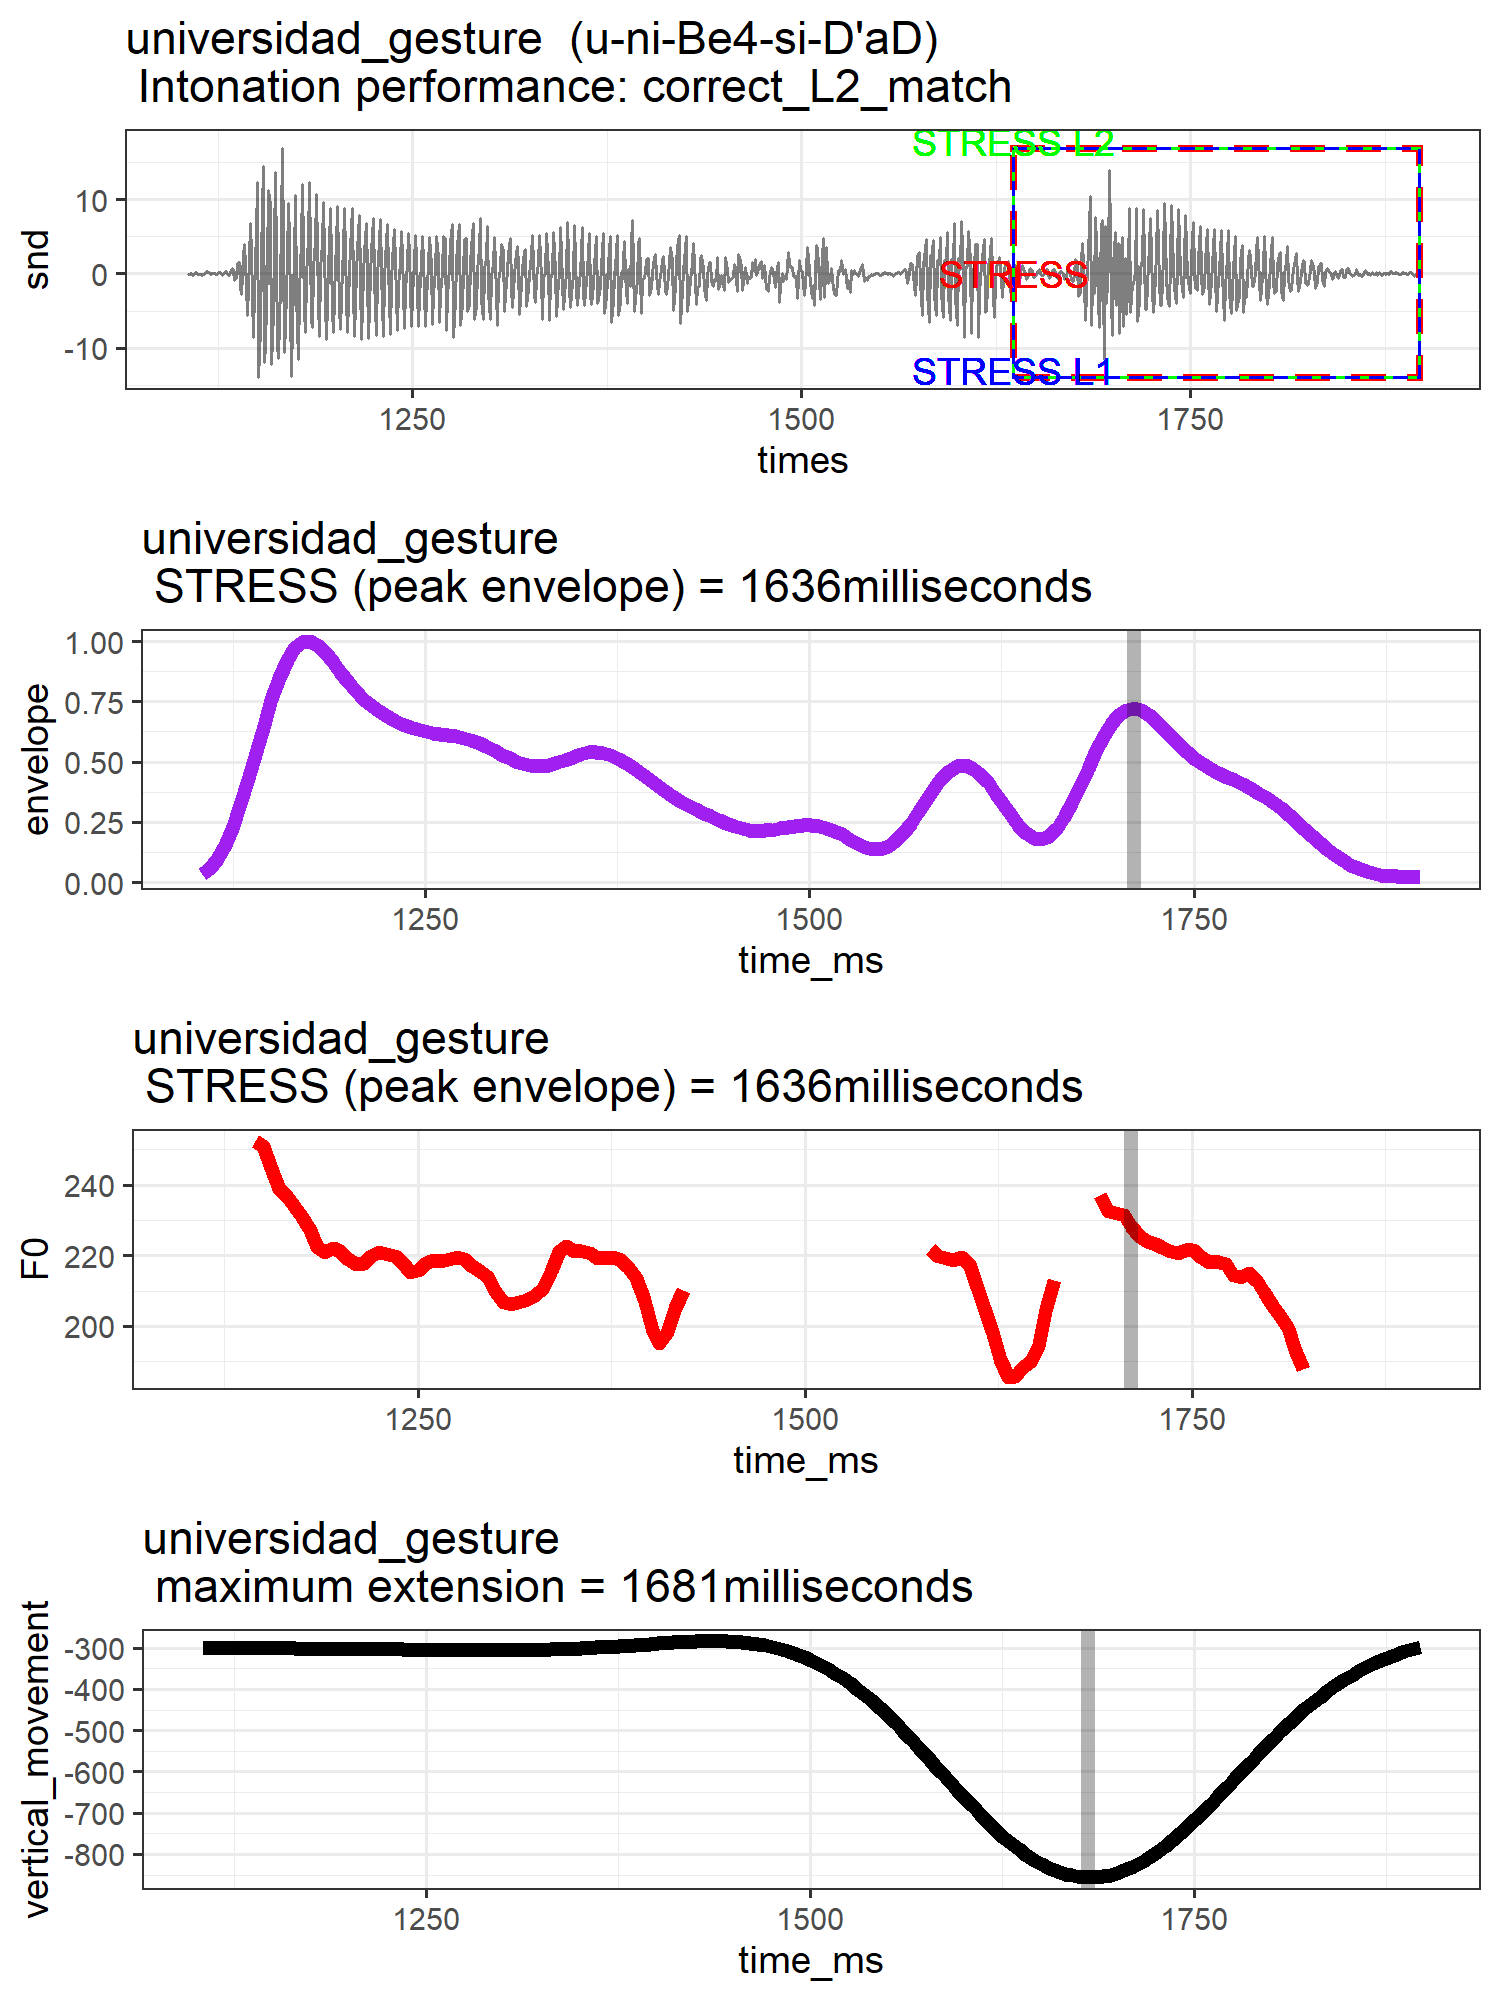 universidad_gesture (u-ni-Be4-si-D'aD)
Intonation performance: correct_L2_match
snd
10
0
-10
STRESS L2
STRESS
STRESS L1
1250 1500 1750
times
universidad_gesture
STRESS (peak envelope) = 1636milliseconds
envelope
1.00
0.75
0.50
0.25
0.00
1250 1500 1750
time_ms
universidad_gesture
STRESS (peak envelope) = 1636milliseconds
F0
240
220
200
1250 1500 1750
time_ms
universidad_gesture
maximum extension = 1681milliseconds
vertical_movement
-300
-400
-500
-600
-700
-800
1250 1500 1750
time_ms